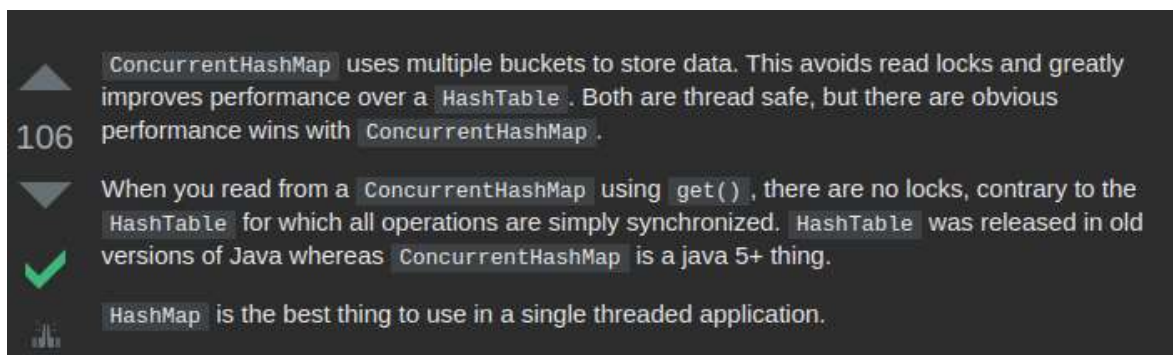 ConcurrentHashMap uses multiple buckets to store data. This avoids read locks and greatly
improves performance over a HashTable. Both are thread safe, but there are obvious
106 performance wins with ConcurrentHashMap.
When you read from a ConcurrentHashMap using get(), there are no locks, contrary to the
HashTable for which all operations are simply synchronized. HashTable was released in old
versions of Java whereas ConcurrentHashMap is a java 5+ thing.
HashMap is the best thing to use in a single threaded application.